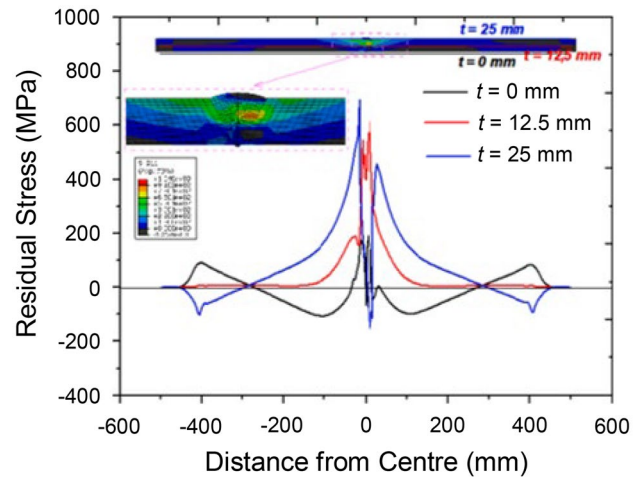 1000
800
600
400
200
0
-200
-400
-600
-400
-200
0
200
400
600
Residual Stress (MPa)
Distance from Centre (mm)
t = 25 mm
t = 12,5 mm
t = 0 mm
t = 0 mm
t = 12.5 mm
t = 25 mm